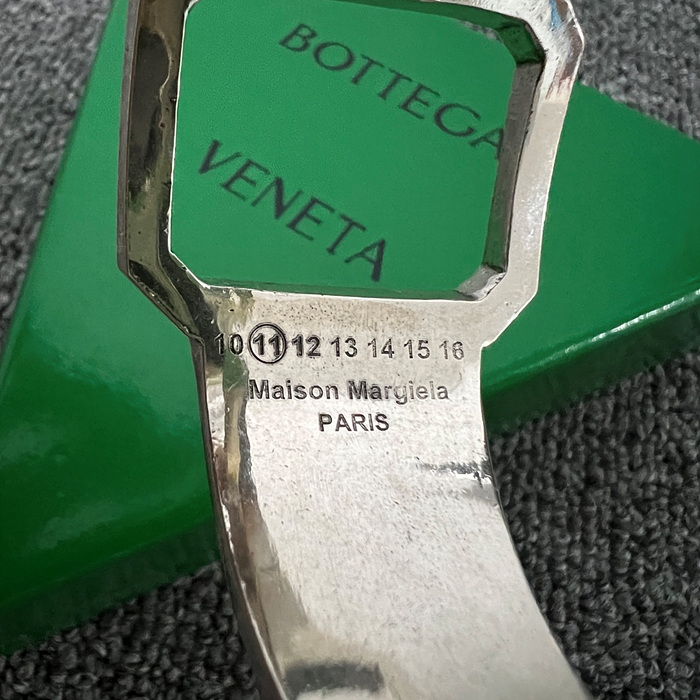 BOTTEGA
VENETA
10 11 12 13 14 15 16
Maison Margiela
PARIS